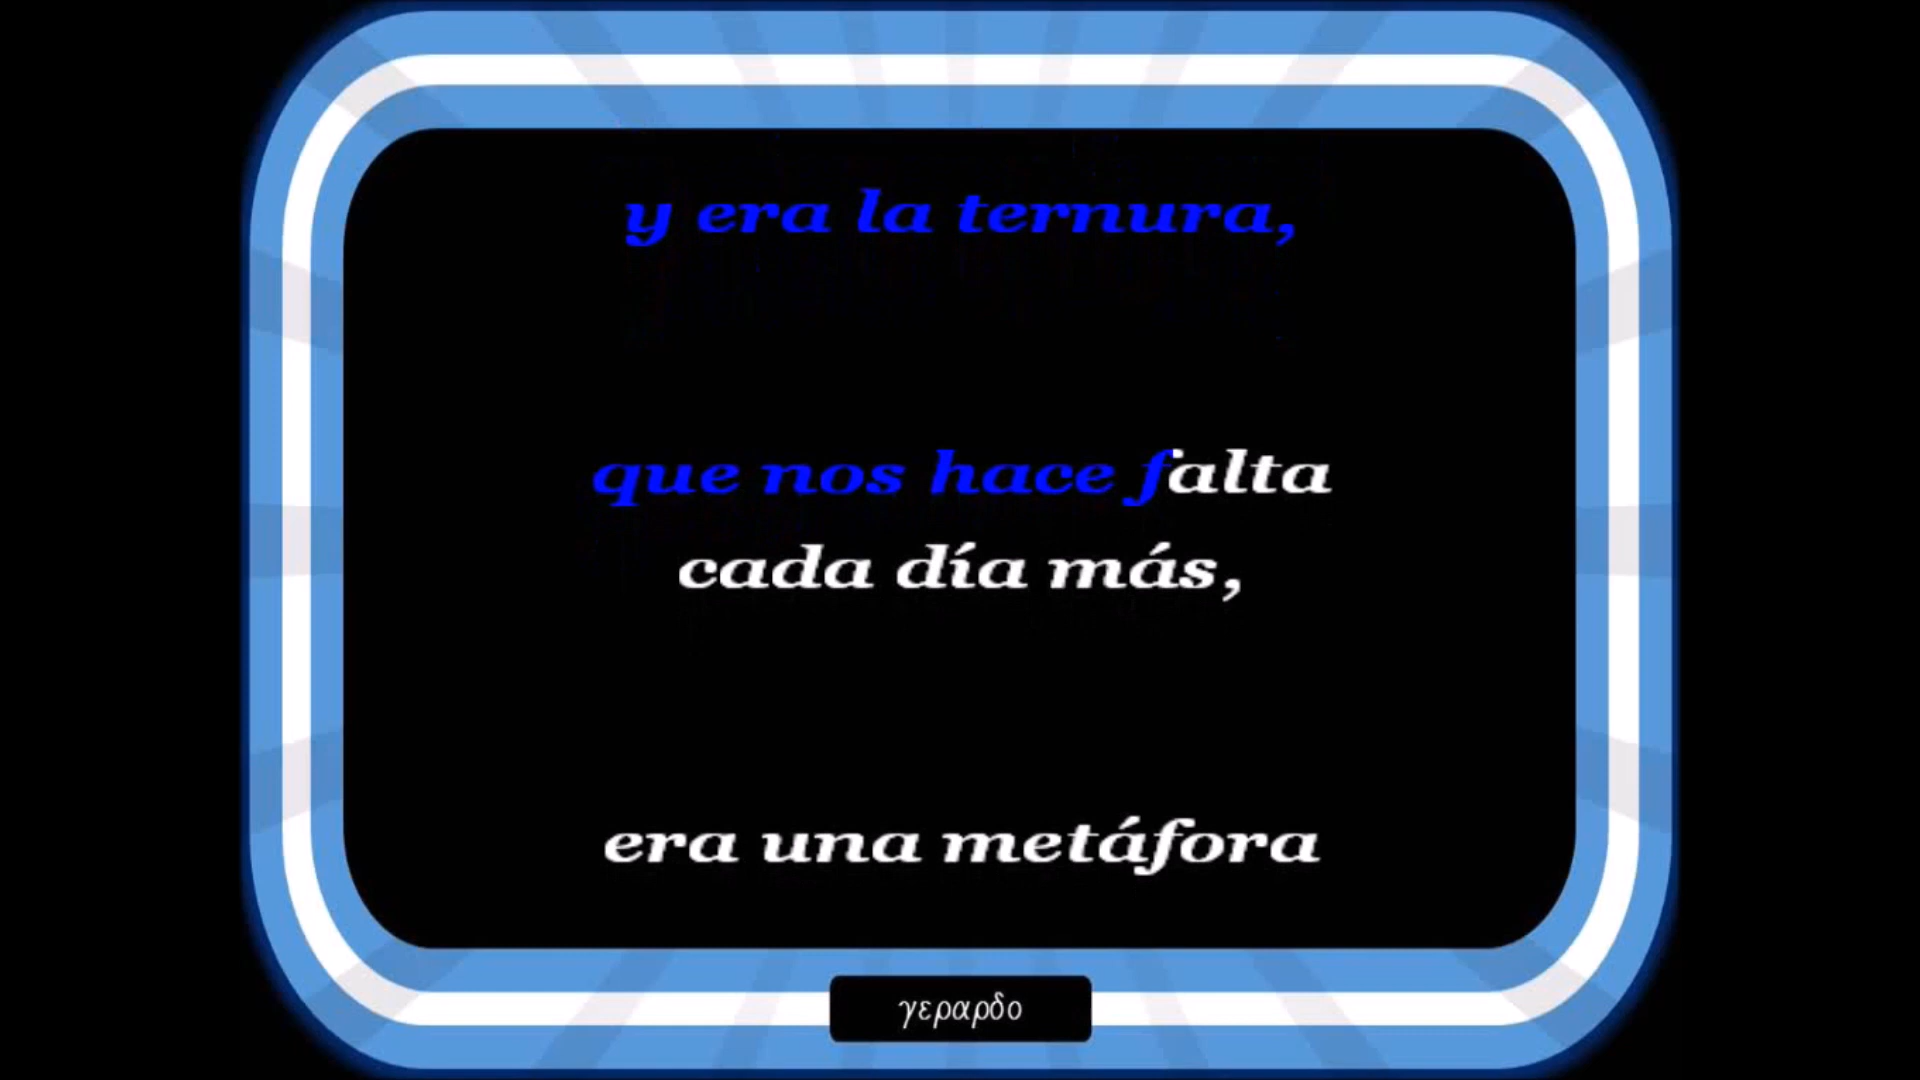 y era la ternura,
que nos hace falta
cada día más,
era una metáfora
γεραρδο